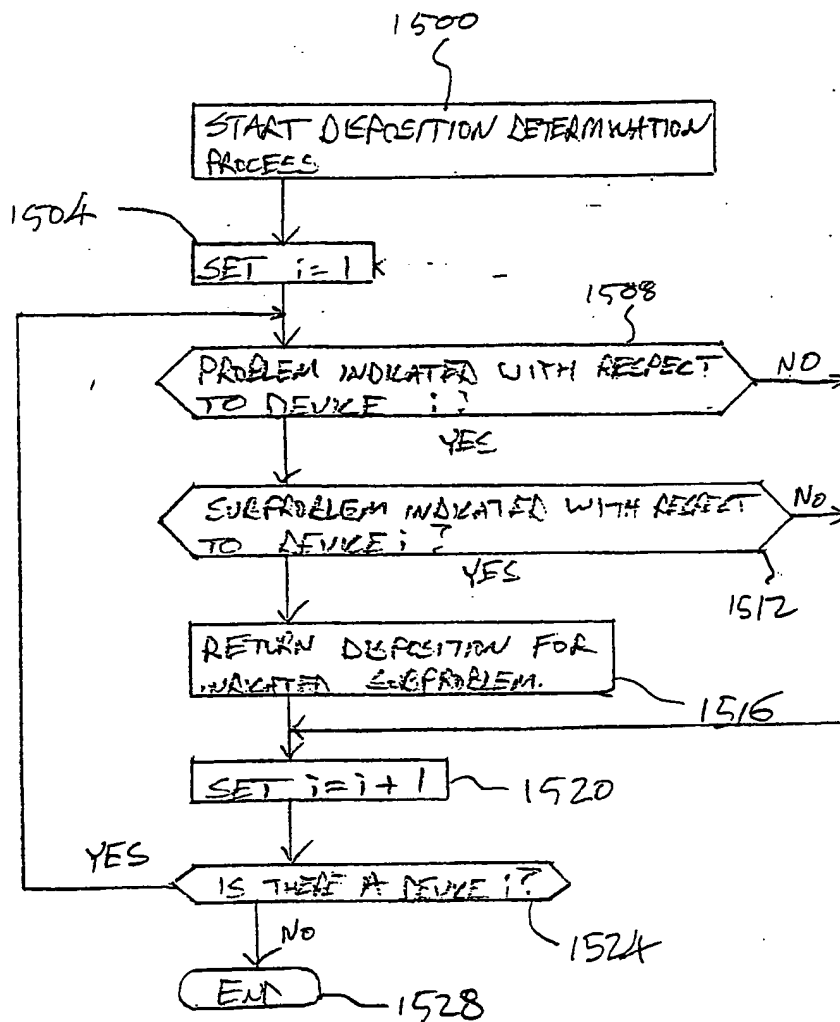 1500
START DISPOSITION DETERMINATION
PROCESS
1504
SET i=1
1508
PROBLEM INDICATED WITH RESPECT
TO DEVICE i?
NO
YES
SUBPROBLEM INDICATED WITH RESPECT
TO DEVICE i?
NO
YES
1512
RETURN DISPOSITION FOR
INDICATED SUBPROBLEM.
1516
SET i=i+1
1520
YES
IS THERE A DEVICE i?
NO
1524
END
1528